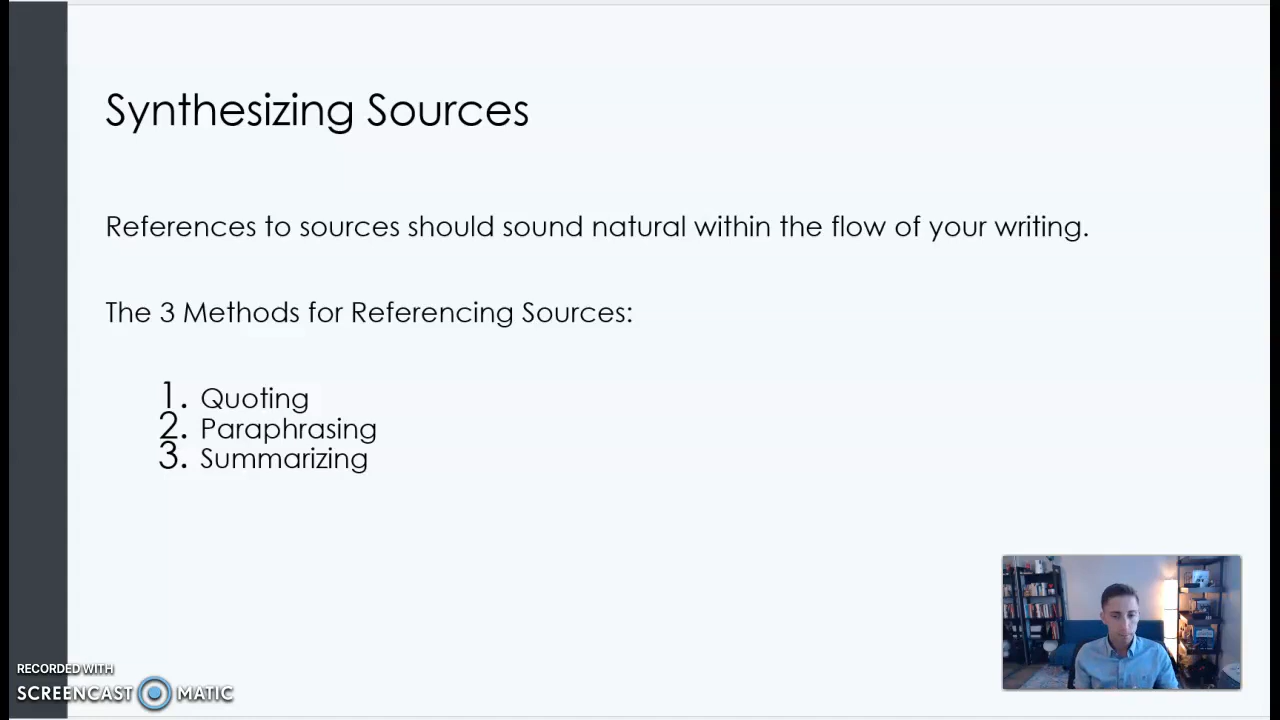 Synthesizing Sources
References to sources should sound natural within the flow of your writing.
The 3 Methods for Referencing Sources:
1. Quoting
2. Paraphrasing
3. Summarizing
RECORDED WITH
SCREENCAST MATIC